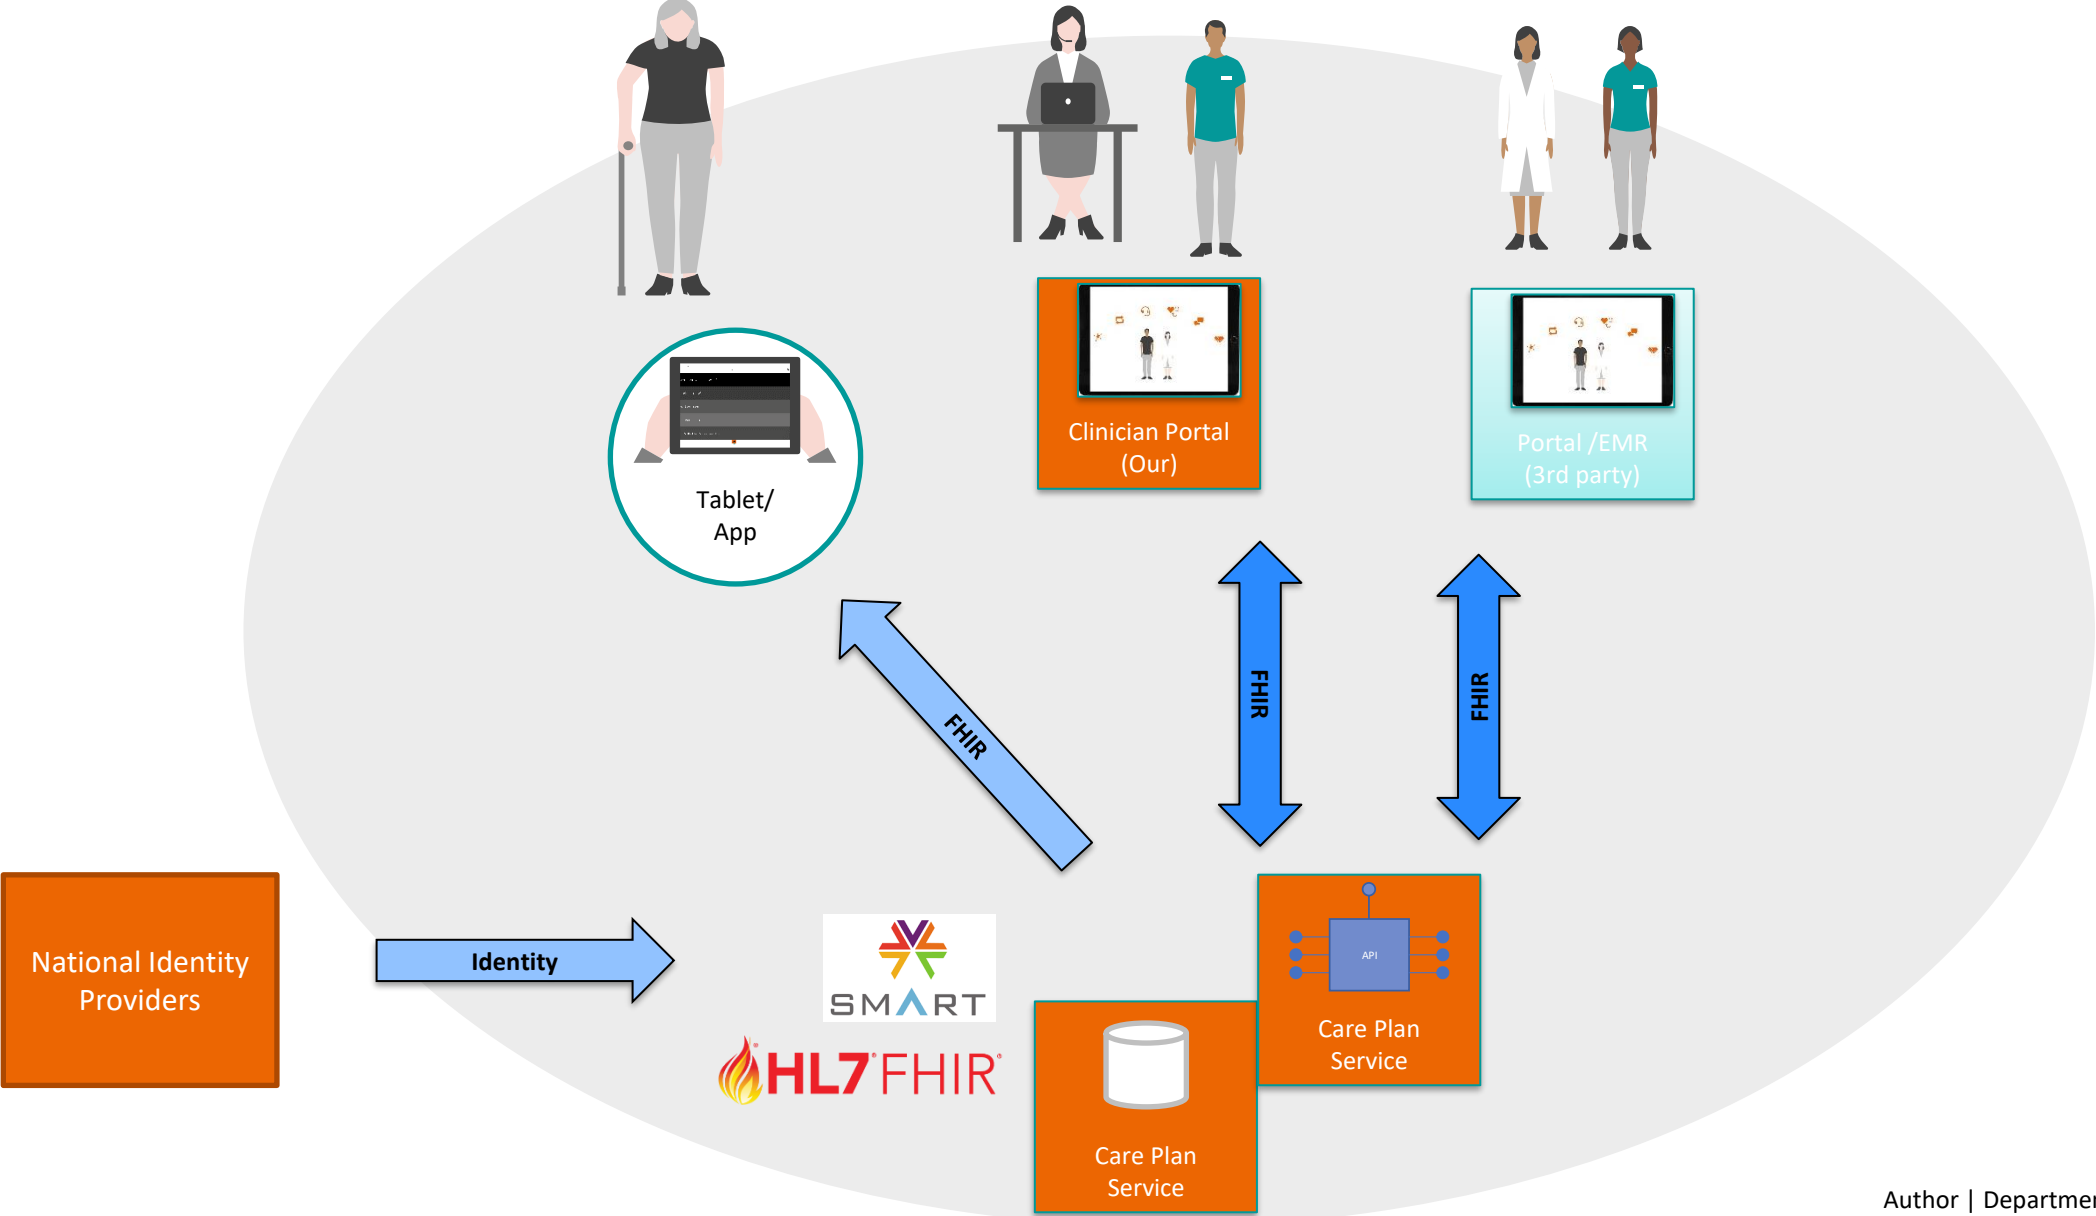 Clinician Portal
(Our)
Portal /EMR
(3rd party)
Tablet/
App
FHIR
FHIR
FHIR
National Identity
Providers
Identity
SMART
HL7 FHIR
API
Care Plan
Service
Care Plan
Service
Author | Departmen